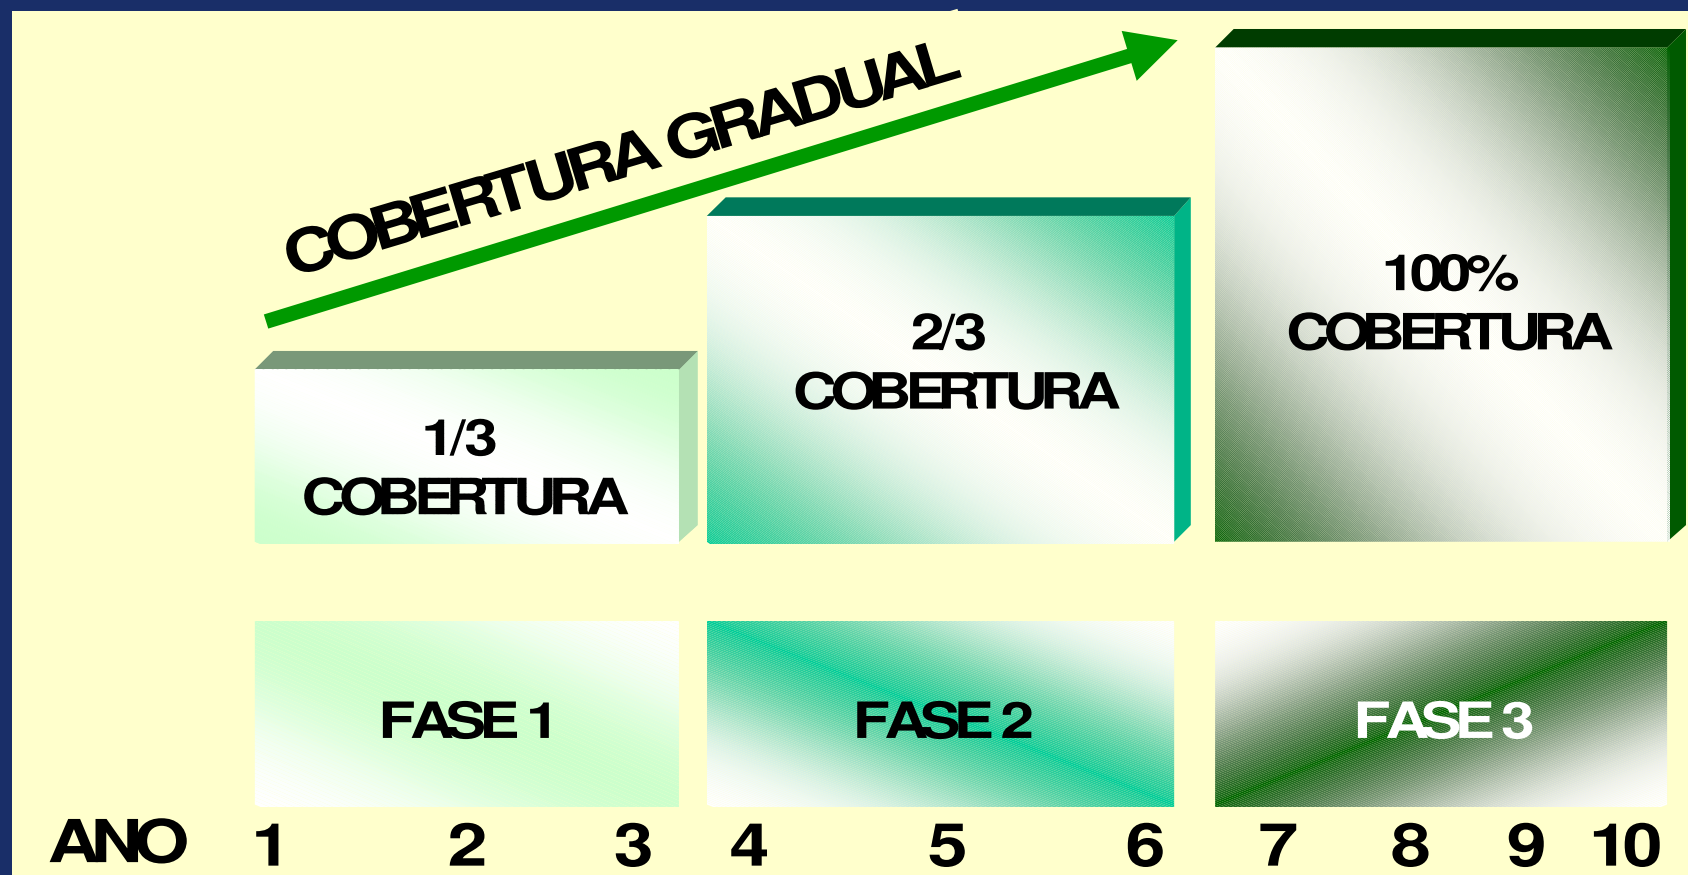 COBERTURA GRADUAL
1/3
COBERTURA
2/3
COBERTURA
100%
COBERTURA
FASE 1
FASE 2
FASE 3
ANO 1 2 3 4 5 6 7 8 9 10